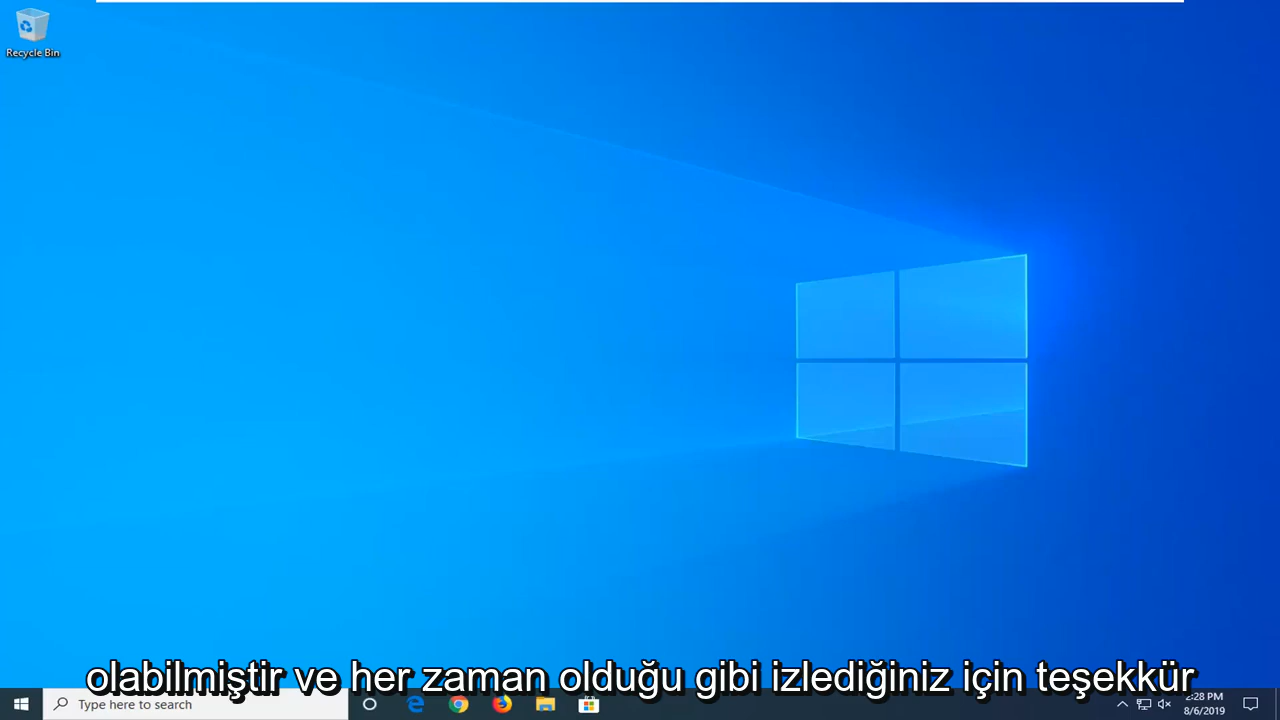 Recycle Bin
olabilmiştir ve her zaman olduğu gibi izlediğiniz için teşekkür
Type here to search
2:28 PM
8/6/2019